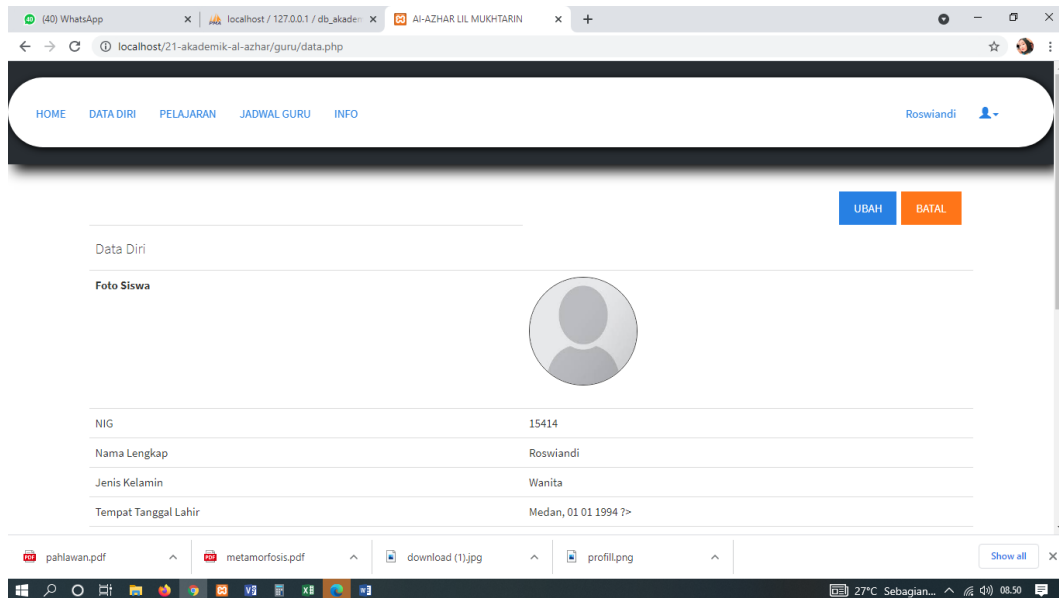 (40) WhatsApp
localhost / 127.0.0.1 / db_akadem
Al-AZHAR LIL MUKHTARIN
localhost/21-akademik-al-azhar/guru/data.php
HOME DATA DIRI PELAJARAN JADWAL GURU INFO Roswiandi
UBAH BATAL
Data Diri
Foto Siswa
NIG 15414
Nama Lengkap Roswiandi
Jenis Kelamin Wanita
Tempat Tanggal Lahir Medan, 01 01 1994 ?>
pahlawan.pdf metamorfosis.pdf download (1).jpg profill.png Show all
27°C Sebagian... 08.50